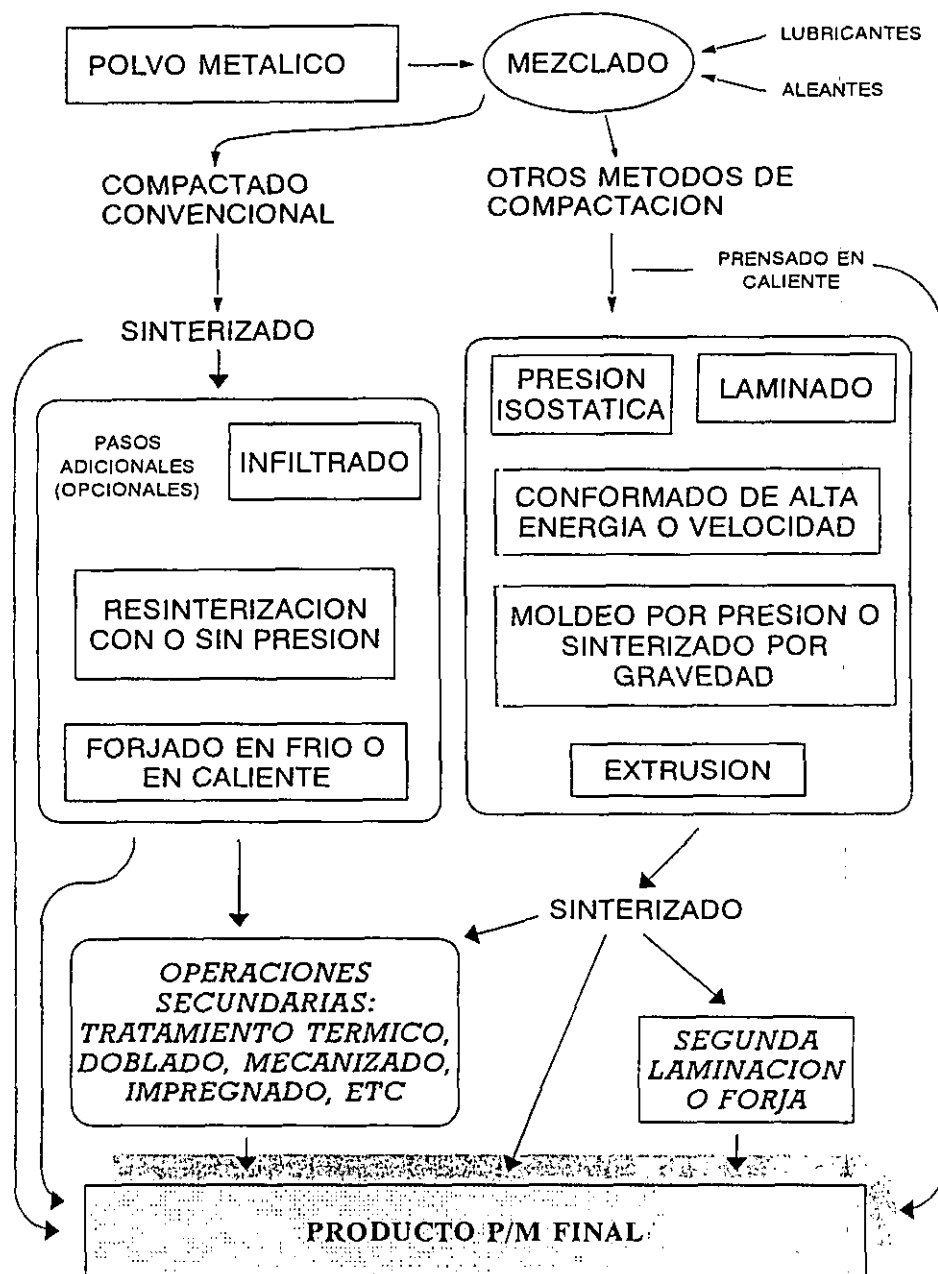 POLVO METALICO
MEZCLADO
LUBRICANTES
ALEANTES
COMPACTADO
CONVENCIONAL
OTROS METODOS DE
COMPACTACION
PRENSADO EN
CALIENTE
SINTERIZADO
PASOS
ADICIONALES
(OPCIONALES)
INFILTRADO
RESINTERIZACION
CON O SIN PRESION
FORJADO EN FRIO O
EN CALIENTE
PRESION
ISOSTATICA
LAMINADO
CONFORMADO DE ALTA
ENERGIA O VELOCIDAD
MOLDEO POR PRESION O
SINTERIZADO POR
GRAVEDAD
EXTRUSION
SINTERIZADO
OPERACIONES
SECUNDARIAS:
TRATAMIENTO TERMICO,
DOBLADO, MECANIZADO,
IMPREGNADO, ETC
SEGUNDA
LAMINACION
O FORJA
PRODUCTO P/M FINAL